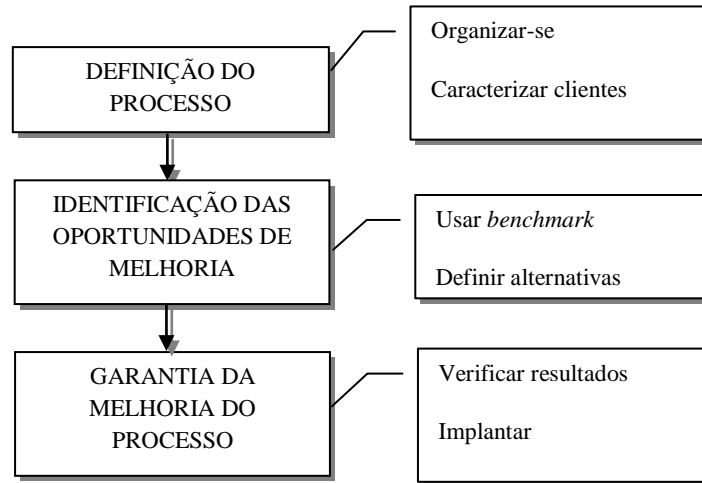 DEFINIÇÃO DO
PROCESSO
Organizar-se
Caracterizar clientes
IDENTIFICAÇÃO DAS
OPORTUNIDADES DE
MELHORIA
Usar benchmark
Definir alternativas
GARANTIA DA
MELHORIA DO
PROCESSO
Verificar resultados
Implantar